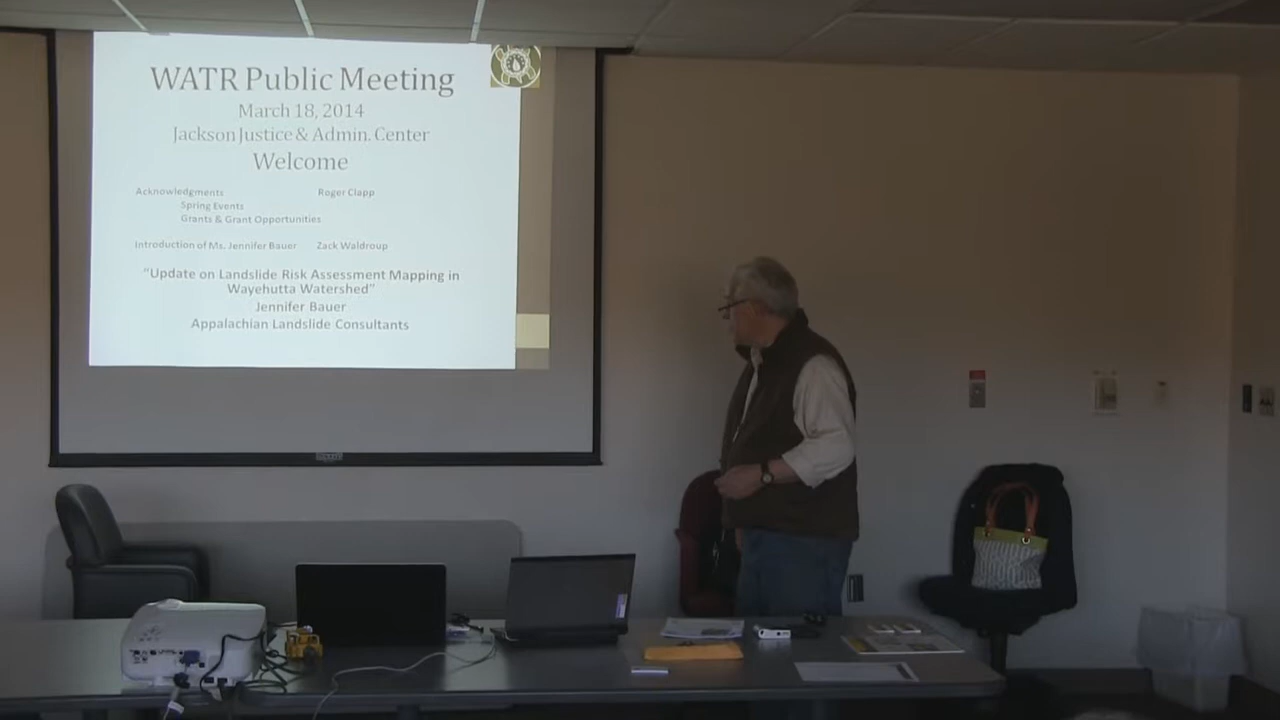 WATR Public Meeting
March 18, 2014
Jackson Justice & Admin. Center
Welcome
Acknowledgments Roger Clapp
Spring Events
Grants & Grant Opportunities
Introduction of Ms. Jennifer Bauer Zack Waldroup
"Update on Landslide Risk Assessment Mapping in
Wayehutta Watershed"
Jennifer Bauer
Appalachian Landslide Consultants